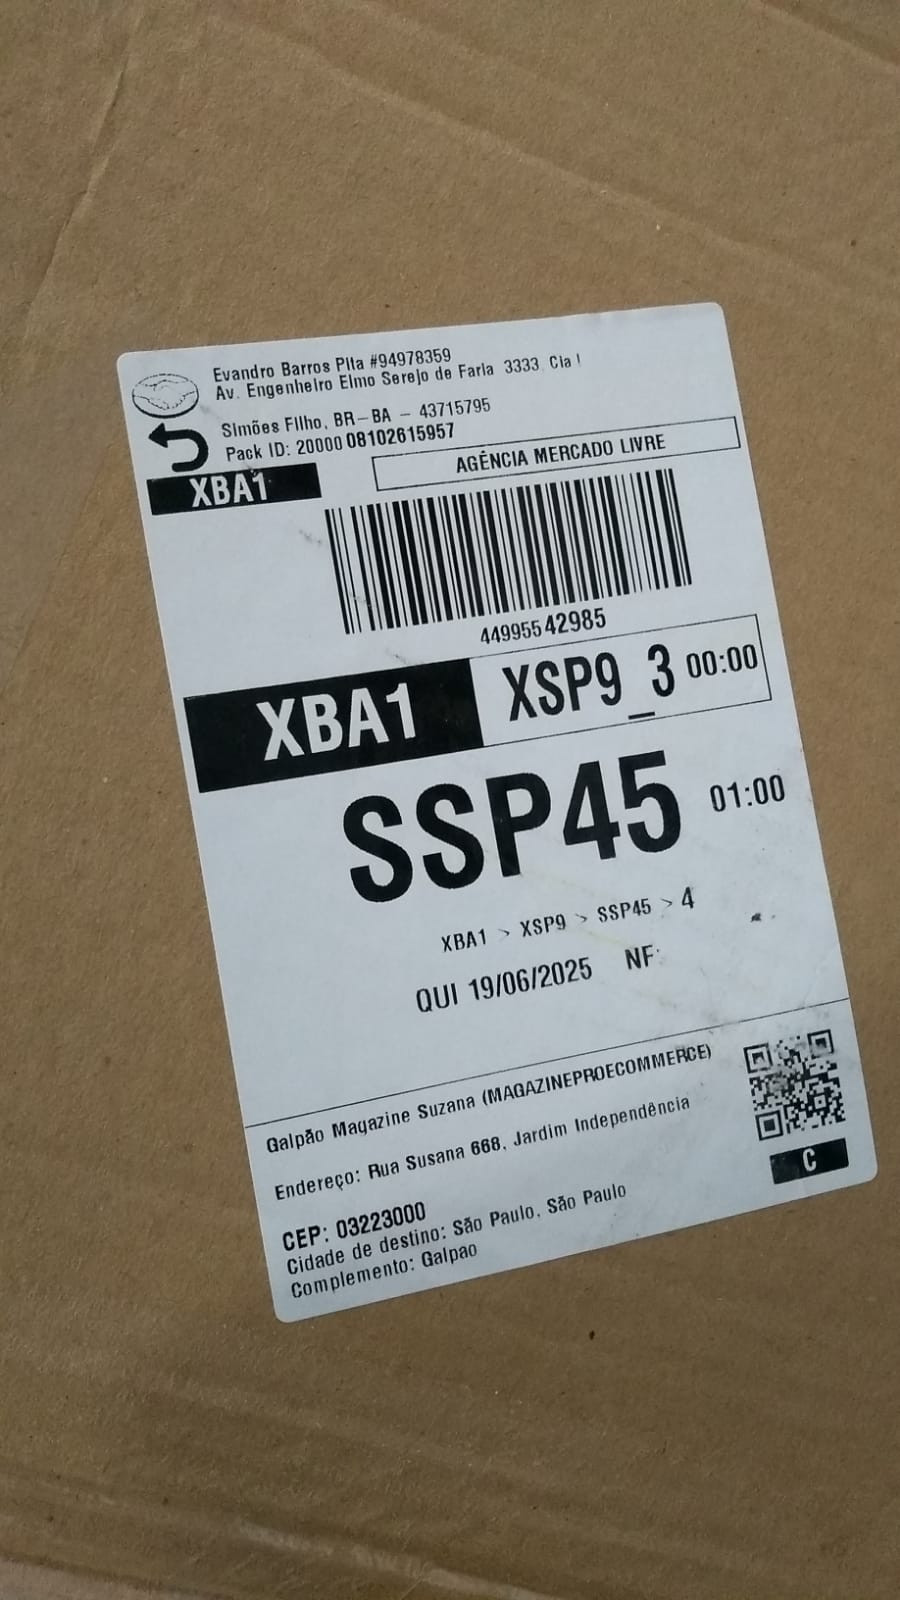 Evandro Barros Pita #94978359
Av. Engenheiro Elmo Serejo de Faria 3333, Cia I
Simões Filho, BR-BA - 43715795
Pack ID: 20000 08102615957
XBA1
AGÊNCIA MERCADO LIVRE
44995542985
XBA1 XSP9_3 00:00
SSP45 01:00
XBA1 > XSP9 > SSP45 > 4
QUI 19/06/2025 NF:
Galpão Magazine Suzana (MAGAZINEPROECOMMERCE)
Endereço: Rua Susana 668, Jardim Independência
CEP: 03223000
Cidade de destino: São Paulo, São Paulo
Complemento: Galpao
C